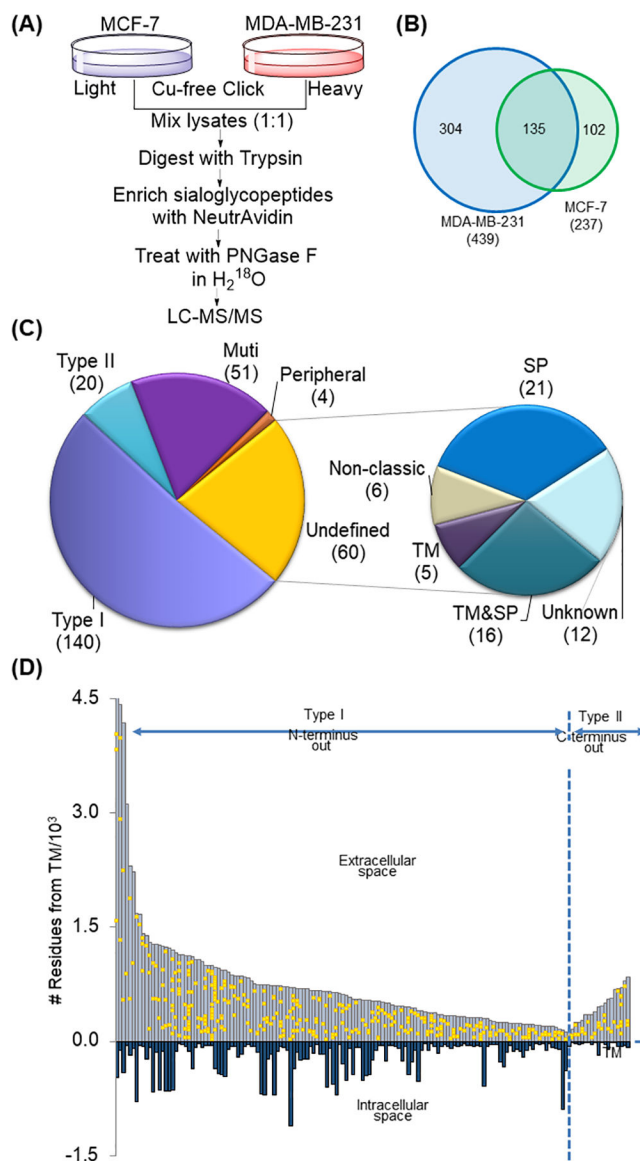 (A)
MCF-7
MDA-MB-231
Light
Cu-free Click
Heavy
Mix lysates (1:1)
Digest with Trypsin
Enrich sialoglycopeptides
with NeutrAvidin
Treat with PNGase F
in H₂¹⁸O
LC-MS/MS
(B)
304
135
102
MDA-MB-231
(439)
MCF-7
(237)
(C)
Type II
(20)
Muti
(51)
Peripheral
(4)
Undefined
(60)
Type I
(140)
SP
(21)
Non-classic
(6)
TM
(5)
TM&SP
(16)
Unknown
(12)
(D)
# Residues from TM/10³
4.5
3.0
1.5
0.0
-1.5
Type I
N-terminus
out
Type II
C-terminus
out
Extracellular
space
TM
Intracellular
space